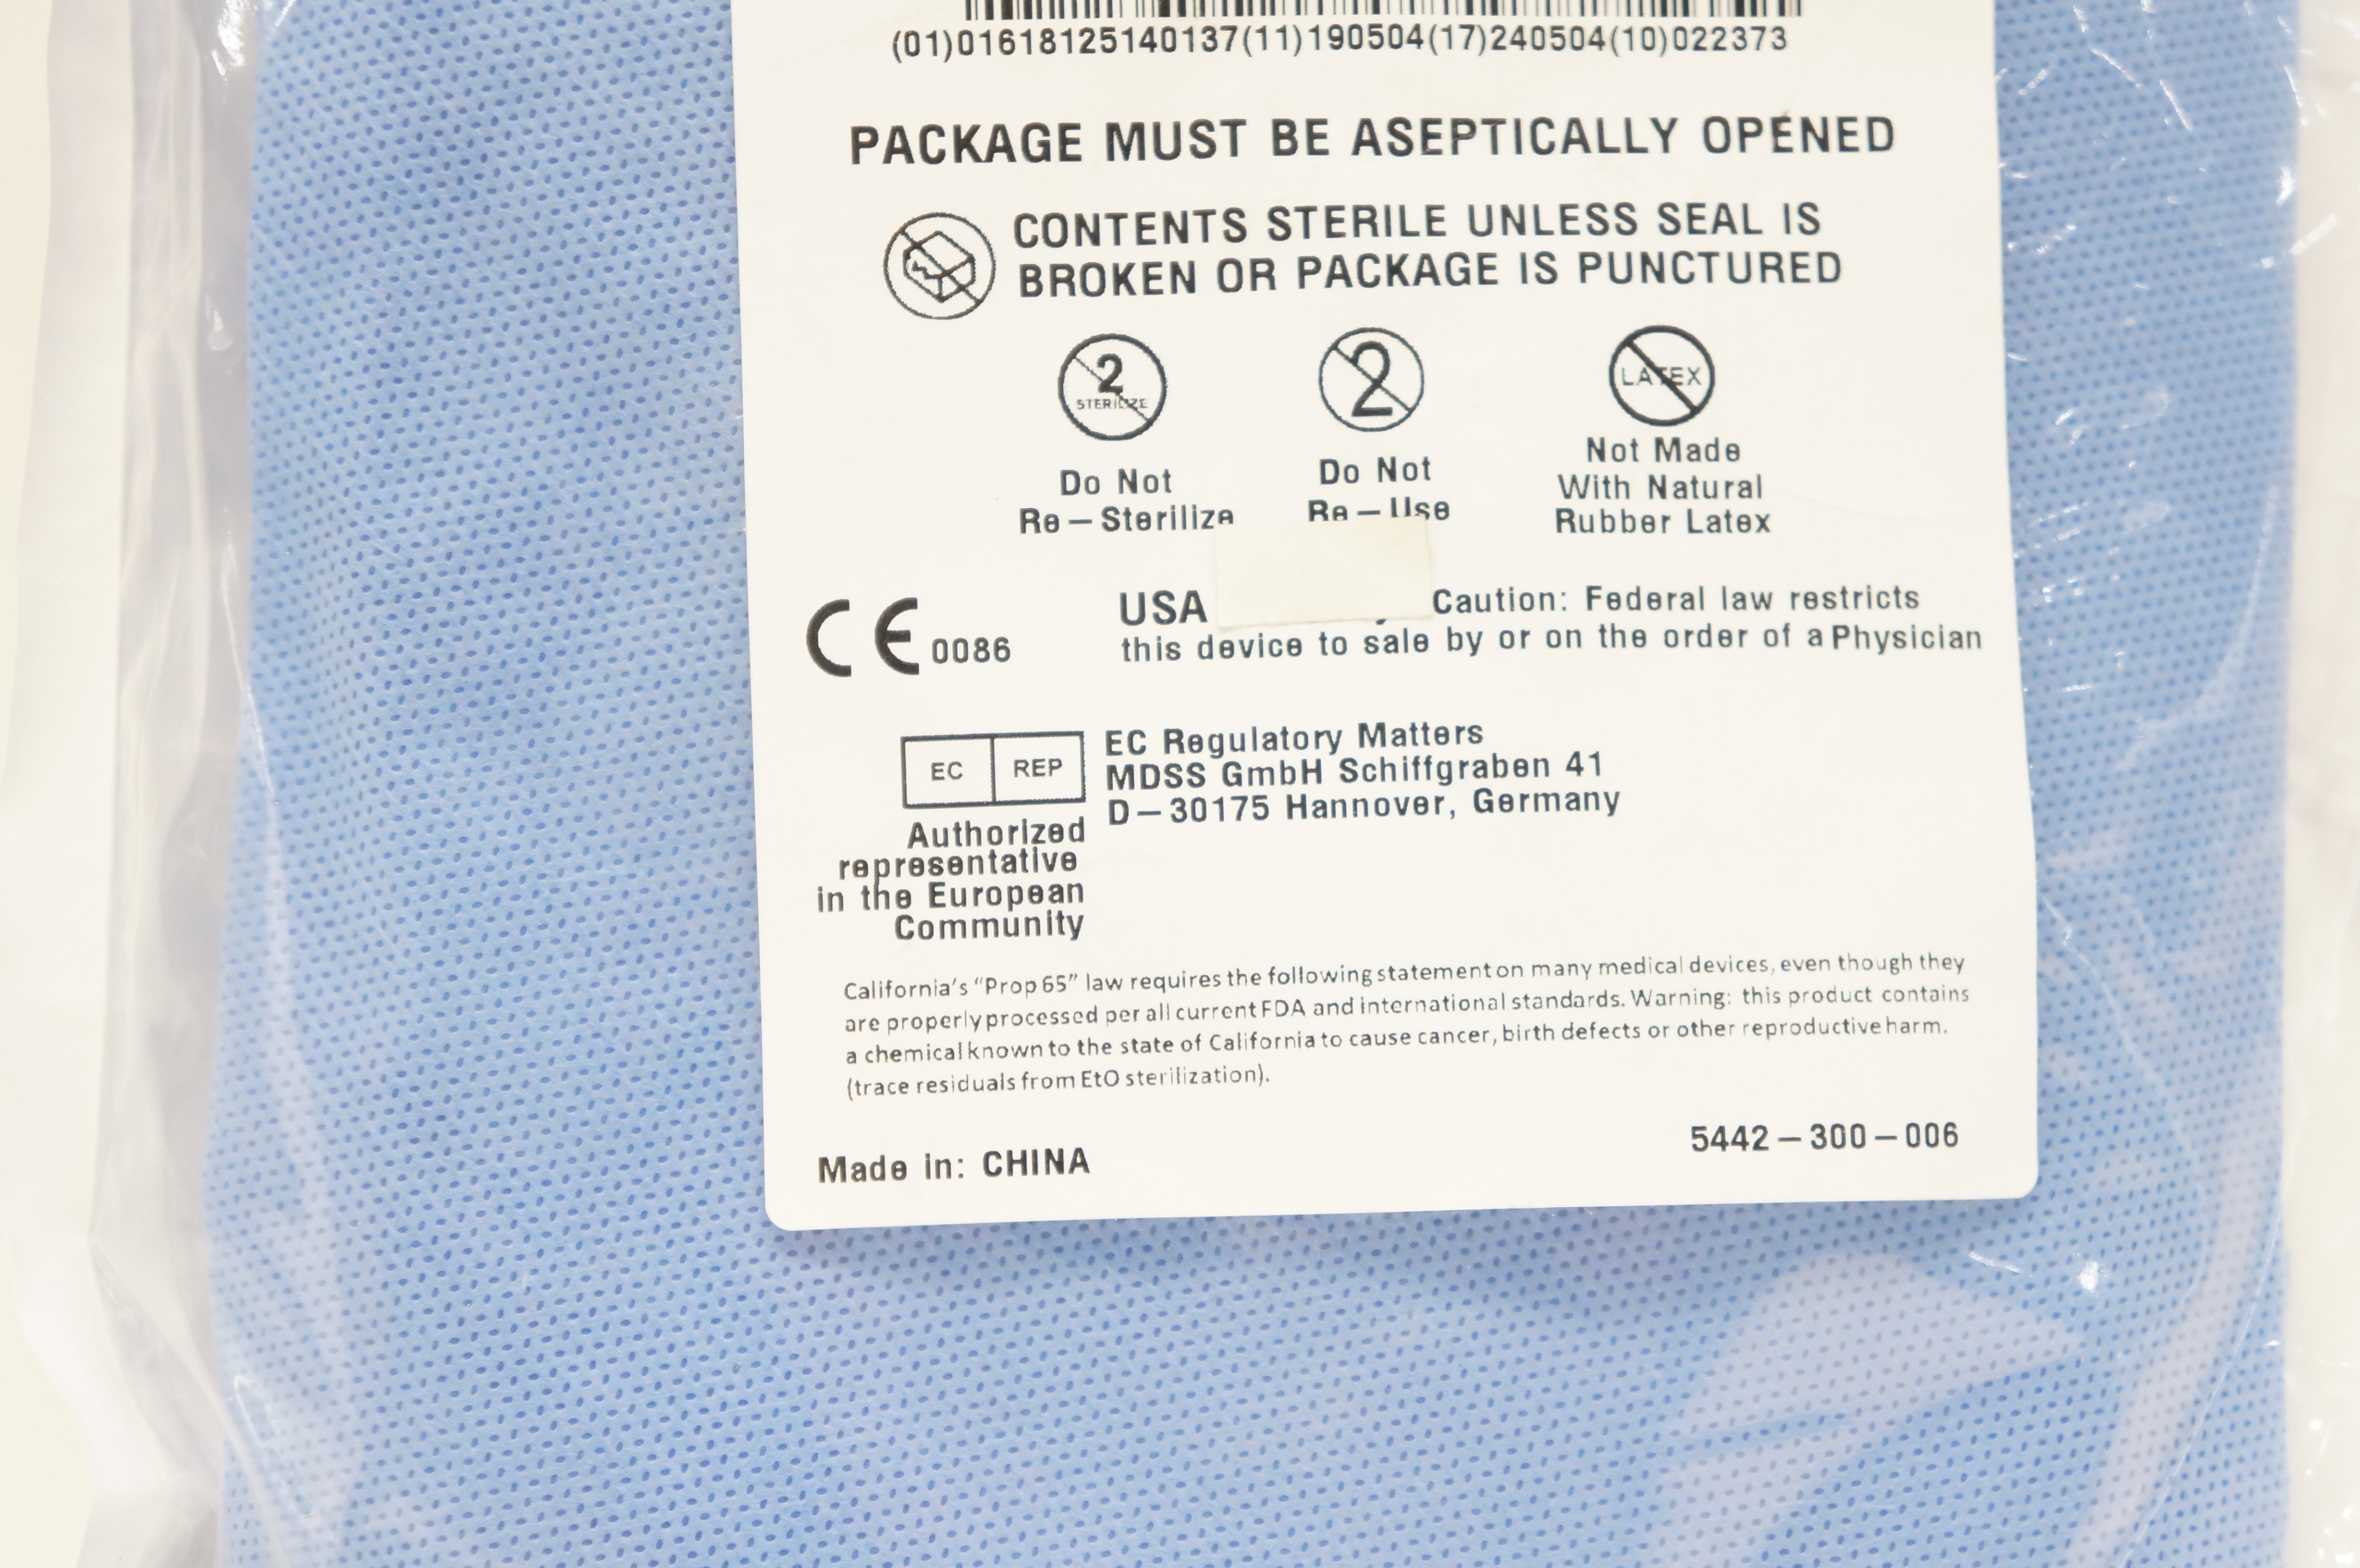 (01)01618125140137(11)190504(17)240504(10)022373
PACKAGE MUST BE ASEPTICALLY OPENED
CONTENTS STERILE UNLESS SEAL IS
BROKEN OR PACKAGE IS PUNCTURED
2
STERILIZE
2
LATEX
Do Not
Re – Sterilize
Do Not
Re – Use
Not Made
With Natural
Rubber Latex
CE 0086
USA
Caution: Federal law restricts
this device to sale by or on the order of a Physician
EC REP
EC Regulatory Matters
MDSS GmbH Schiffgraben 41
D – 30175 Hannover, Germany
Authorized
representative
in the European
Community
California's “Prop 65” law requires the following statement on many medical devices, even though they
are properly processed per all current FDA and international standards. Warning: this product contains
a chemical known to the state of California to cause cancer, birth defects or other reproductive harm.
(trace residuals from EtO sterilization).
5442 – 300 – 006
Made in: CHINA